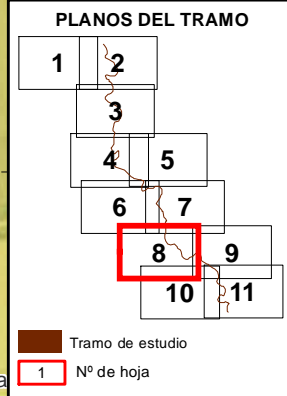 PLANOS DEL TRAMO
1 2
3
4 5
6 7
8 9
10 11
Tramo de estudio
1 Nº de hoja
a